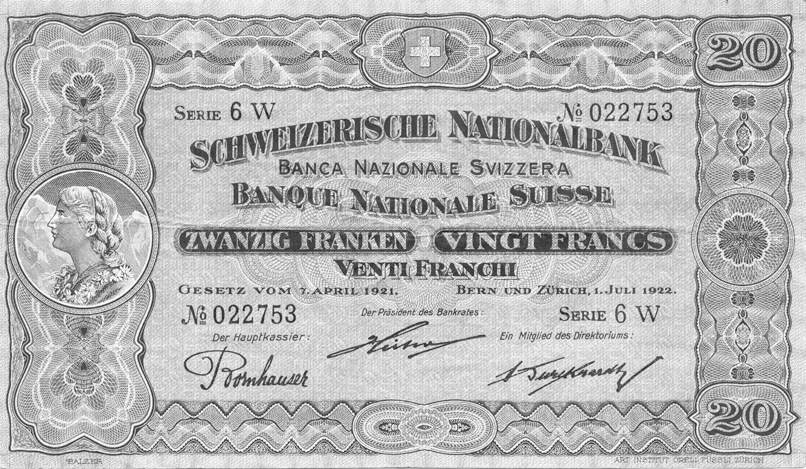 20
SERIE 6 W № 022753
SCHWEIZERISCHE NATIONALBANK
BANCA NAZIONALE SVIZZERA
BANQUE NATIONALE SUISSE
ZWANZIG FRANKEN VINGT FRANCS
VENTI FRANCHI
GESETZ VOM 7. APRIL 1921. BERN UND ZÜRICH, 1. JULI 1922.
№ 022753 Der Präsident des Bankrates: SERIE 6 W
Der Hauptkassier: Ein Mitglied des Direktoriums:
Bornhauser
20
BALZER ART. INSTITUT ORELL FÜSSLI ZÜRICH